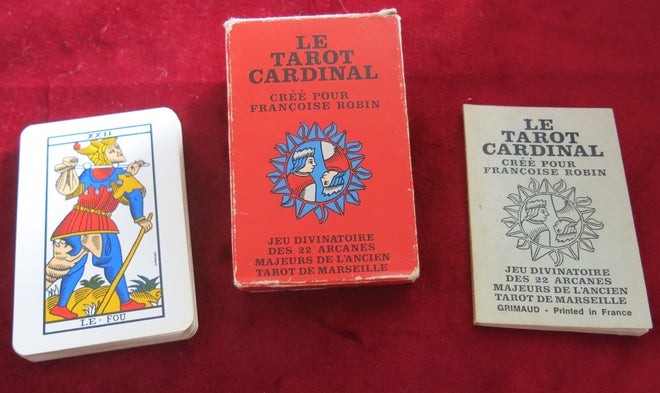 XXII
LE · FOU
LE
TAROT
CARDINAL
CRÉÉ POUR
FRANÇOISE ROBIN
JEU DIVINATOIRE
DES 22 ARCANES
MAJEURS DE L'ANCIEN
TAROT DE MARSEILLE
LE
TAROT
CARDINAL
CRÉÉ POUR
FRANÇOISE ROBIN
JEU DIVINATOIRE
DES 22 ARCANES
MAJEURS DE L'ANCIEN
TAROT DE MARSEILLE
GRIMAUD - Printed in France